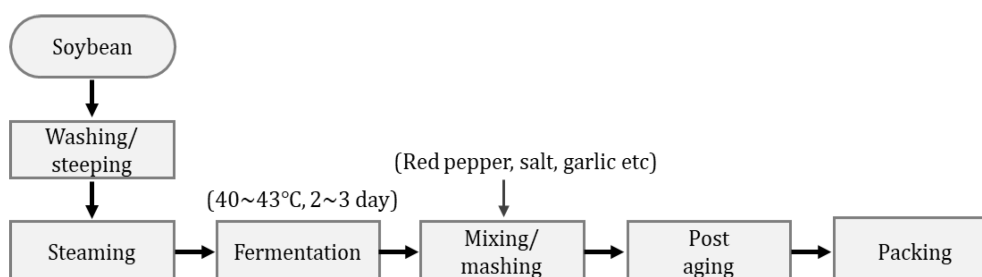 Soybean
Washing/
steeping
(Red pepper, salt, garlic etc)
(40~43°C, 2~3 day)
Steaming
Fermentation
Mixing/
mashing
Post
aging
Packing